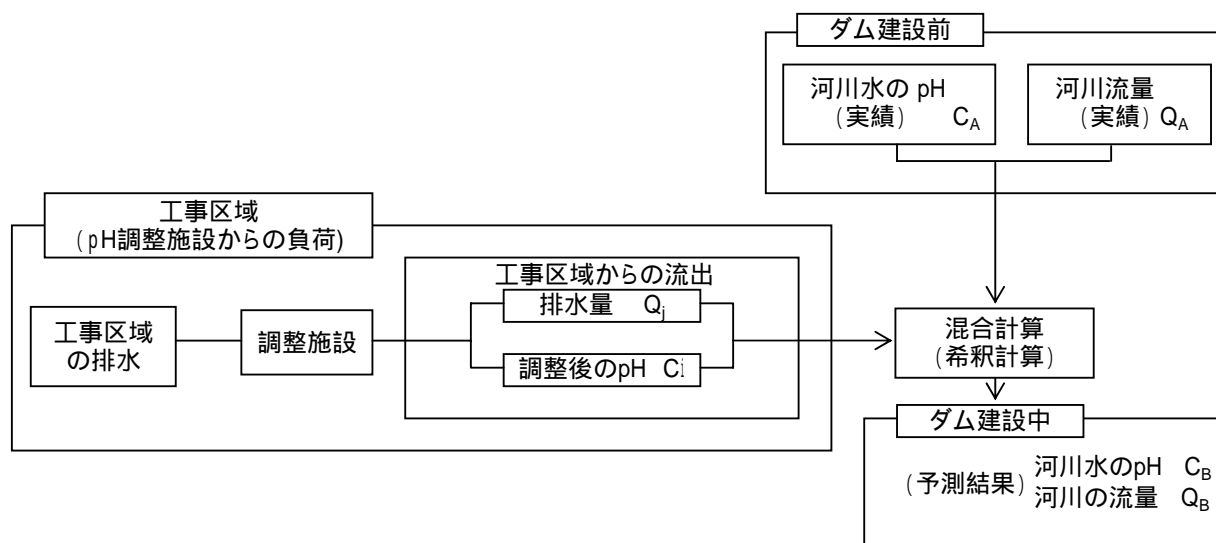 ダム建設前
河川水の pH
(実績) C_A
河川流量
(実績) Q_A
工事区域
(pH調整施設からの負荷)
工事区域からの流出
工事区域
の排水
調整施設
排水量 Q_j
調整後のpH C_i
混合計算
(希釈計算)
ダム建設中
(予測結果)
河川水のpH C_B
河川の流量 Q_B